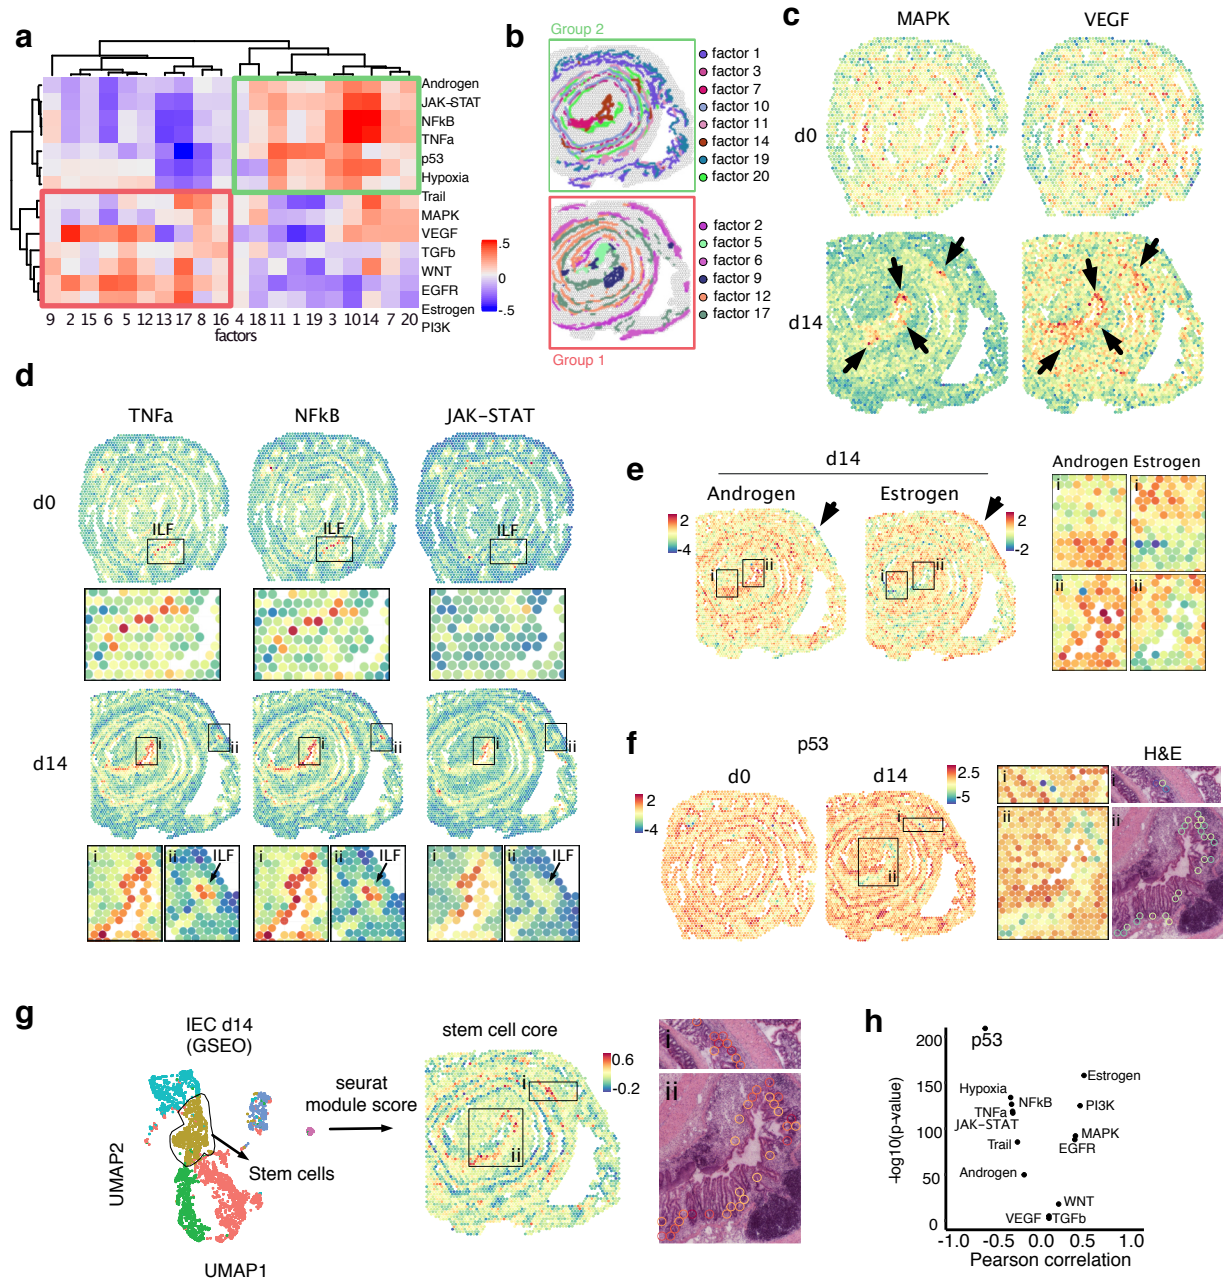 a
Androgen
JAK-STAT
NFkB
TNFa
p53
Hypoxia
Trail
MAPK
VEGF
TGFb
WNT
EGFR
Estrogen
PI3K
.5
0
-.5
9 2 15 6 5 12 13 17 8 16 4 18 11 1 19 3 10 14 7 20
factors
b
Group 2
factor 1
factor 3
factor 7
factor 10
factor 11
factor 14
factor 19
factor 20
factor 2
factor 5
factor 6
factor 9
factor 12
factor 17
Group 1
c
MAPK VEGF
d0
d14
d
TNFa NFkB JAK-STAT
d0
ILF ILF ILF
d14
i ii i ii i ii
i ii ILF i ii ILF i ii ILF
e
d14
Androgen Estrogen
2
-4
2
-2
i ii i ii
Androgen Estrogen
i i
ii ii
f
p53
d0 d14
2
-4
2.5
-5
i
ii
H&E
i i
ii ii
g
IEC d14
(GSEO)
UMAP2
UMAP1
Stem cells
seurat
module score
stem cell core
0.6
-0.2
i
ii
i
ii
h
-log10(p-value)
200
150
100
50
0
p53
Estrogen
Hypoxia
NFkB
PI3K
TNFa
JAK-STAT
MAPK
Trail
EGFR
Androgen
WNT
VEGF TGFb
-1.0 -0.5 0.0 0.5 1.0
Pearson correlation